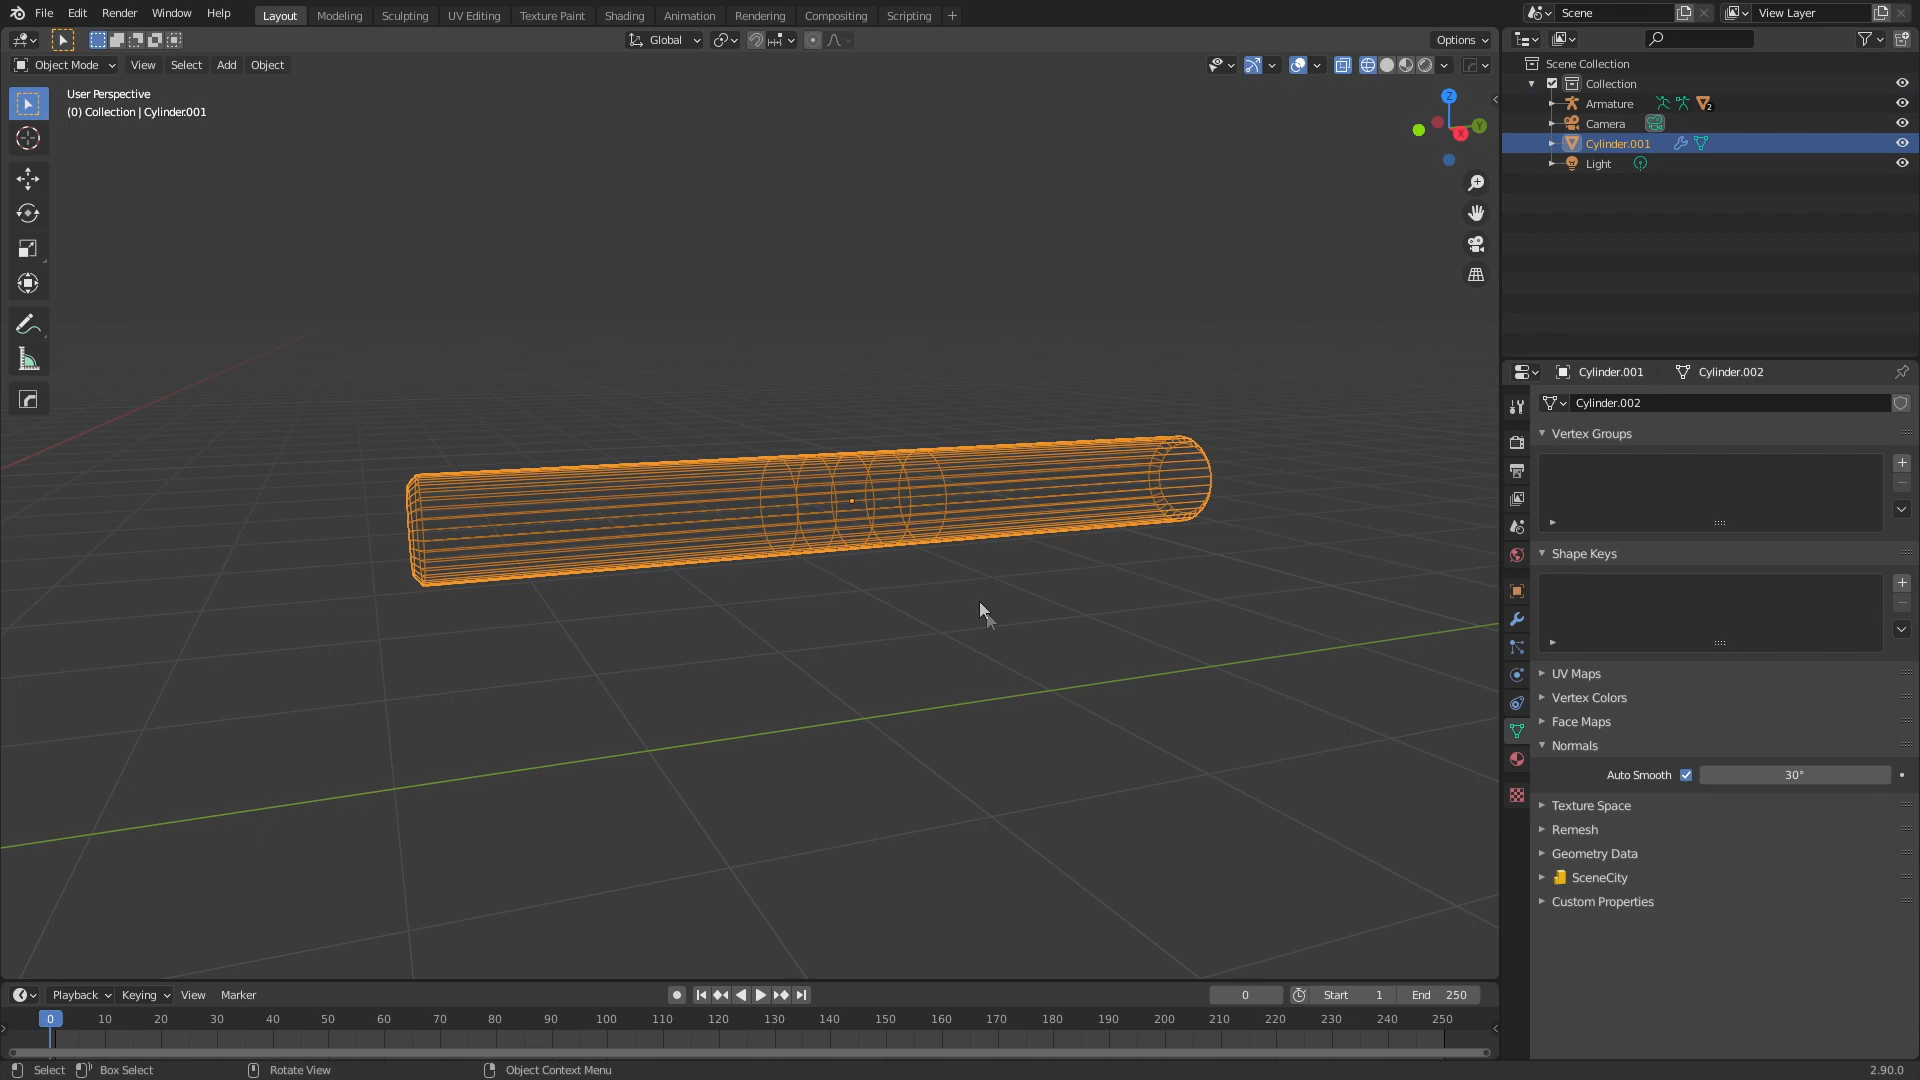 File Edit Render Window Help Layout Modeling Sculpting UV Editing Texture Paint Shading Animation Rendering Compositing Scripting + Scene View Layer
Global Options
Object Mode View Select Add Object
User Perspective
(0) Collection | Cylinder.001
Z
Y
X
Scene Collection
Collection
Armature 2
Camera
Cylinder.001
Light
Cylinder.001 Cylinder.002
Cylinder.002
Vertex Groups
Shape Keys
UV Maps
Vertex Colors
Face Maps
Normals
Auto Smooth 30°
Texture Space
Remesh
Geometry Data
SceneCity
Custom Properties
Playback Keying View Marker 0 Start 1 End 250
0 10 20 30 40 50 60 70 80 90 100 110 120 130 140 150 160 170 180 190 200 210 220 230 240 250
Select Box Select Rotate View Object Context Menu 2.90.0